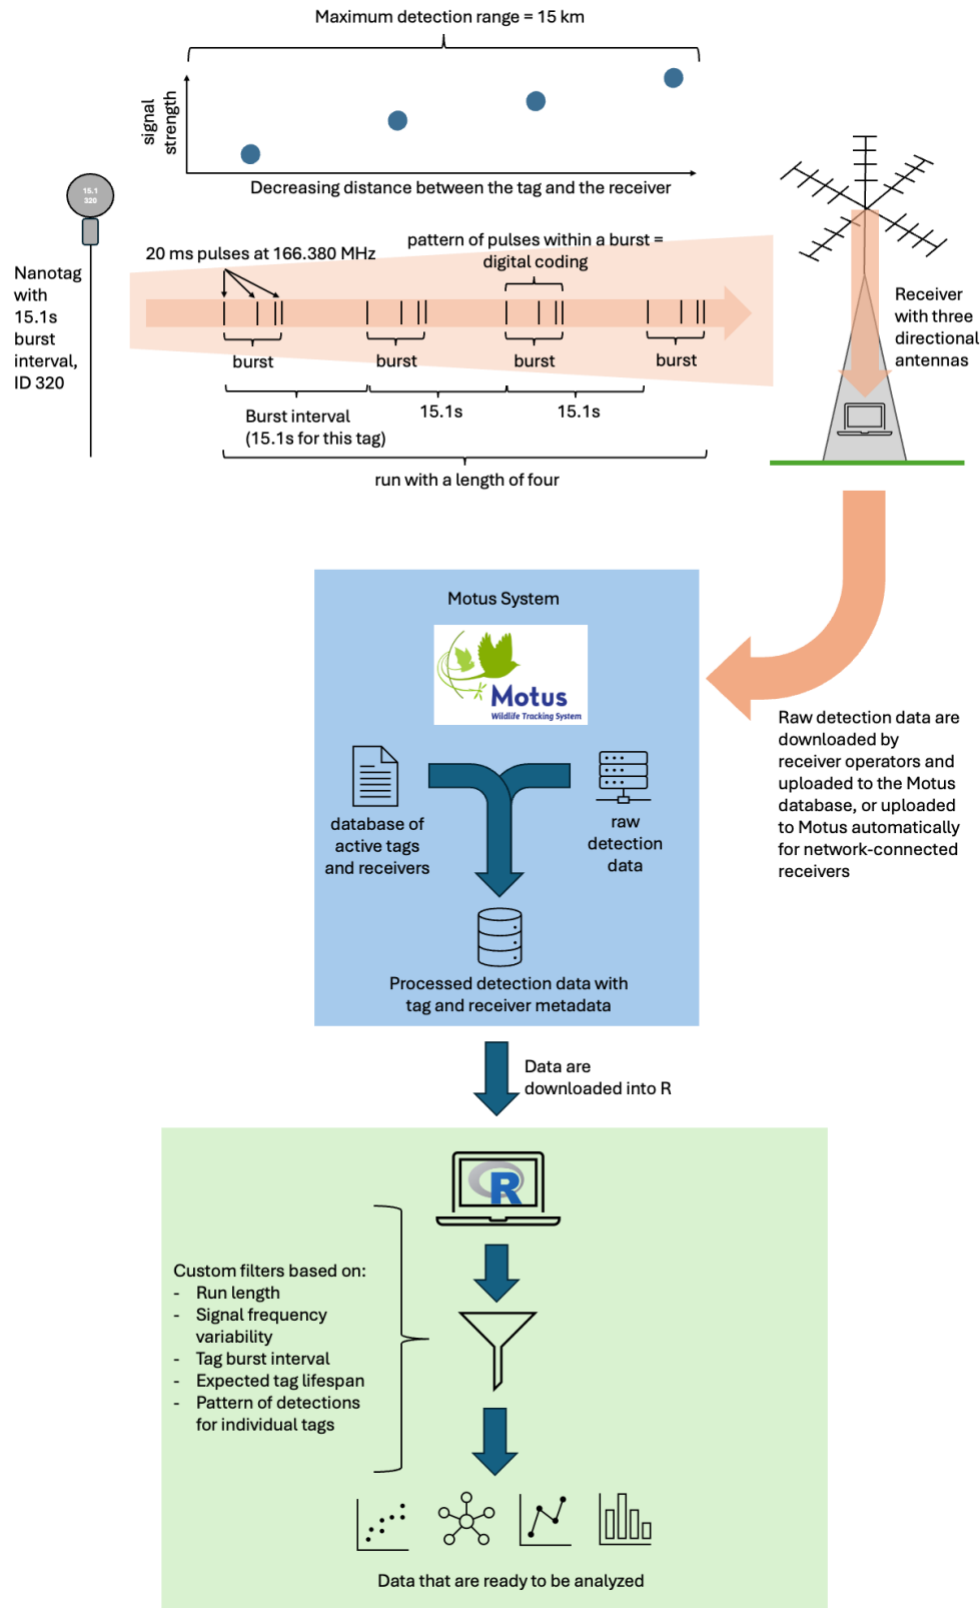 Maximum detection range = 15 km
signal
strength
Decreasing distance between the tag and the receiver
15.1
320
Nanotag
with
15.1s
burst
interval,
ID 320
20 ms pulses at 166.380 MHz
pattern of pulses within a burst =
digital coding
burst
burst
burst
burst
Burst interval
(15.1s for this tag)
15.1s
15.1s
run with a length of four
Receiver
with three
directional
antennas
Motus System
Motus
Wildlife Tracking System
database of
active tags
and receivers
raw
detection
data
Processed detection data with
tag and receiver metadata
Raw detection data are
downloaded by
receiver operators and
uploaded to the Motus
database, or uploaded
to Motus automatically
for network-connected
receivers
Data are
downloaded into R
R
Custom filters based on:
- Run length
- Signal frequency
variability
- Tag burst interval
- Expected tag lifespan
- Pattern of detections
for individual tags
Data that are ready to be analyzed